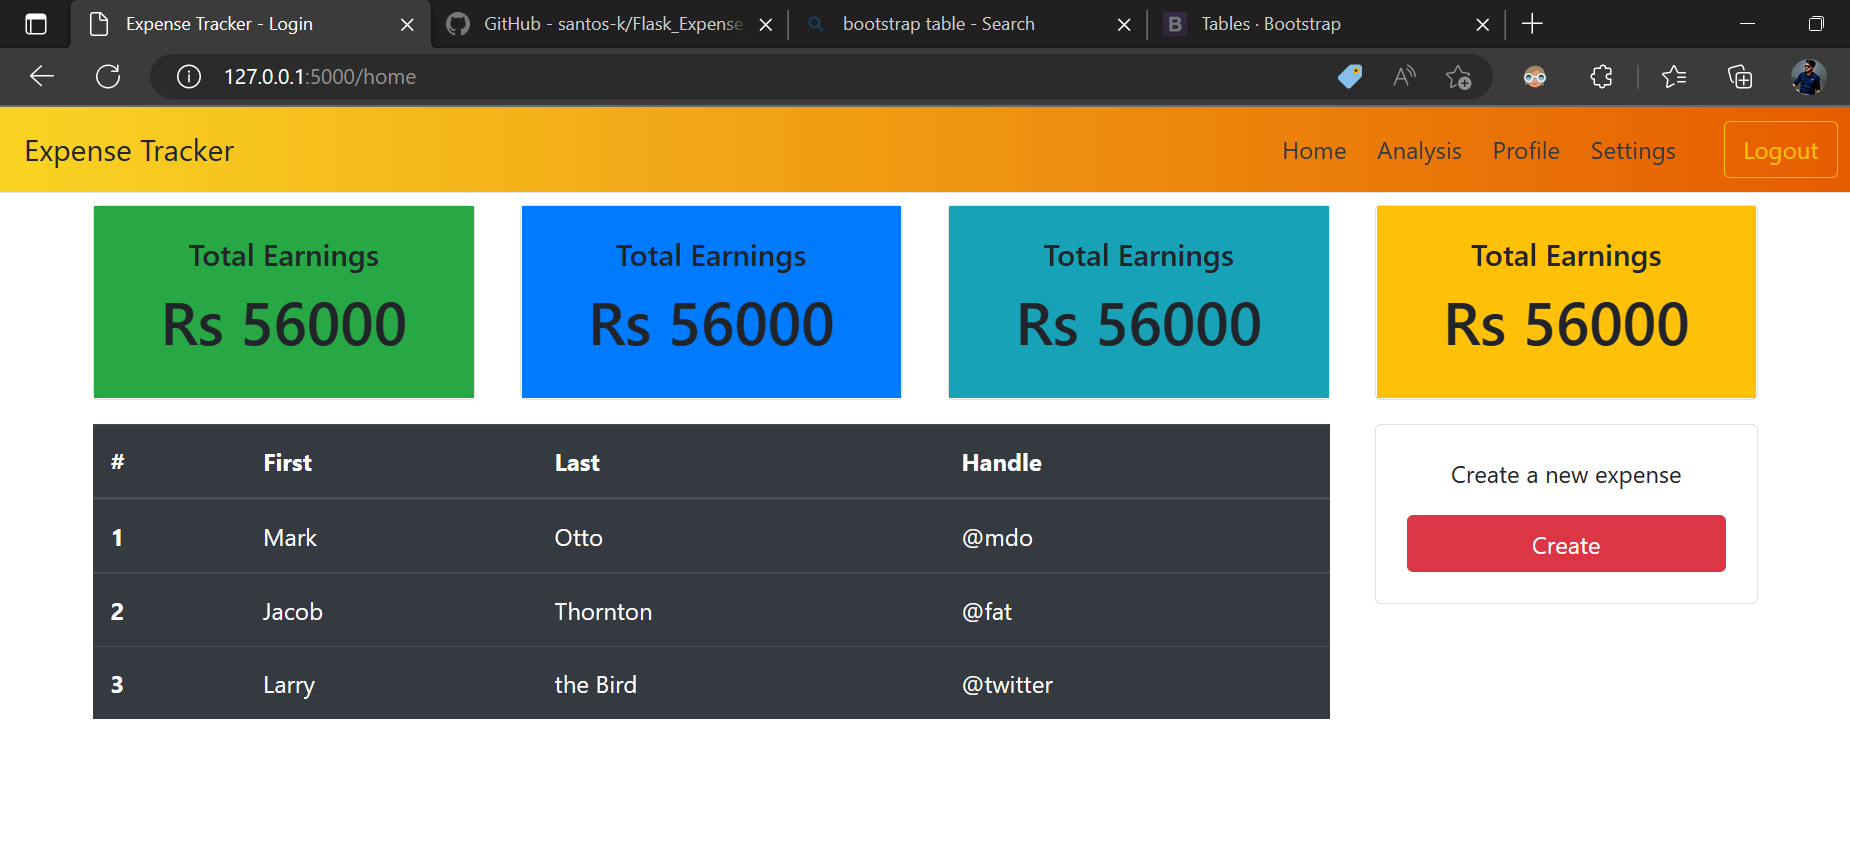 Expense Tracker - Login
GitHub - santos-k/Flask_Expense
bootstrap table - Search
B Tables · Bootstrap
127.0.0.1:5000/home
Expense Tracker
Home Analysis Profile Settings Logout
Total Earnings Total Earnings Total Earnings Total Earnings
Rs 56000 Rs 56000 Rs 56000 Rs 56000
# First Last Handle
1 Mark Otto @mdo
2 Jacob Thornton @fat
3 Larry the Bird @twitter
Create a new expense
Create